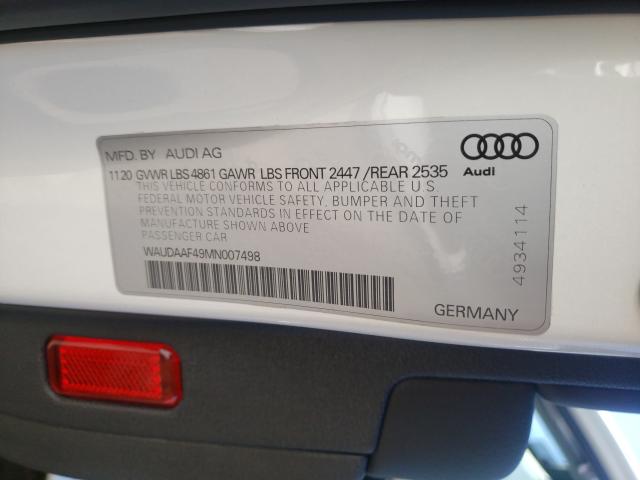 MFD. BY AUDI AG
11 20 GVWR LBS 4861 GAWR LBS FRONT 2447 /REAR 2535
THIS VEHICLE CONFORMS TO ALL APPLICABLE U.S.
FEDERAL MOTOR VEHICLE SAFETY, BUMPER AND THEFT
PREVENTION STANDARDS IN EFFECT ON THE DATE OF
MANUFACTURE SHOWN ABOVE
PASSENGER CAR
WAUDAAF49MN007498
Audi
4934114
GERMANY